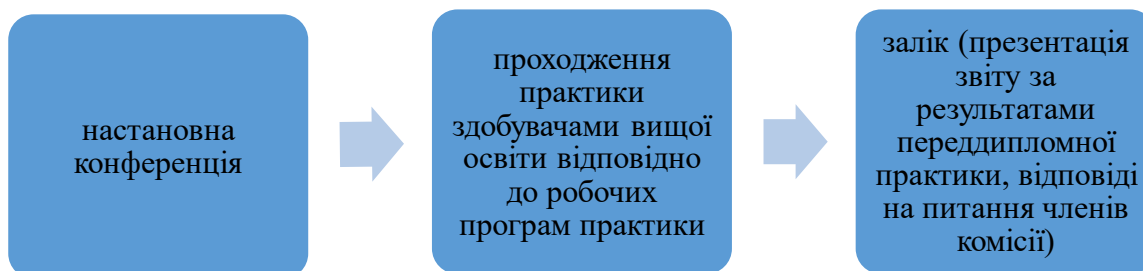 настановна
конференція
проходження
практики
здобувачами вищої
освіти відповідно
до робочих
програм практики
залік (презентація
звіту за
результатами
переддипломної
практики, відповіді
на питання членів
комісії)